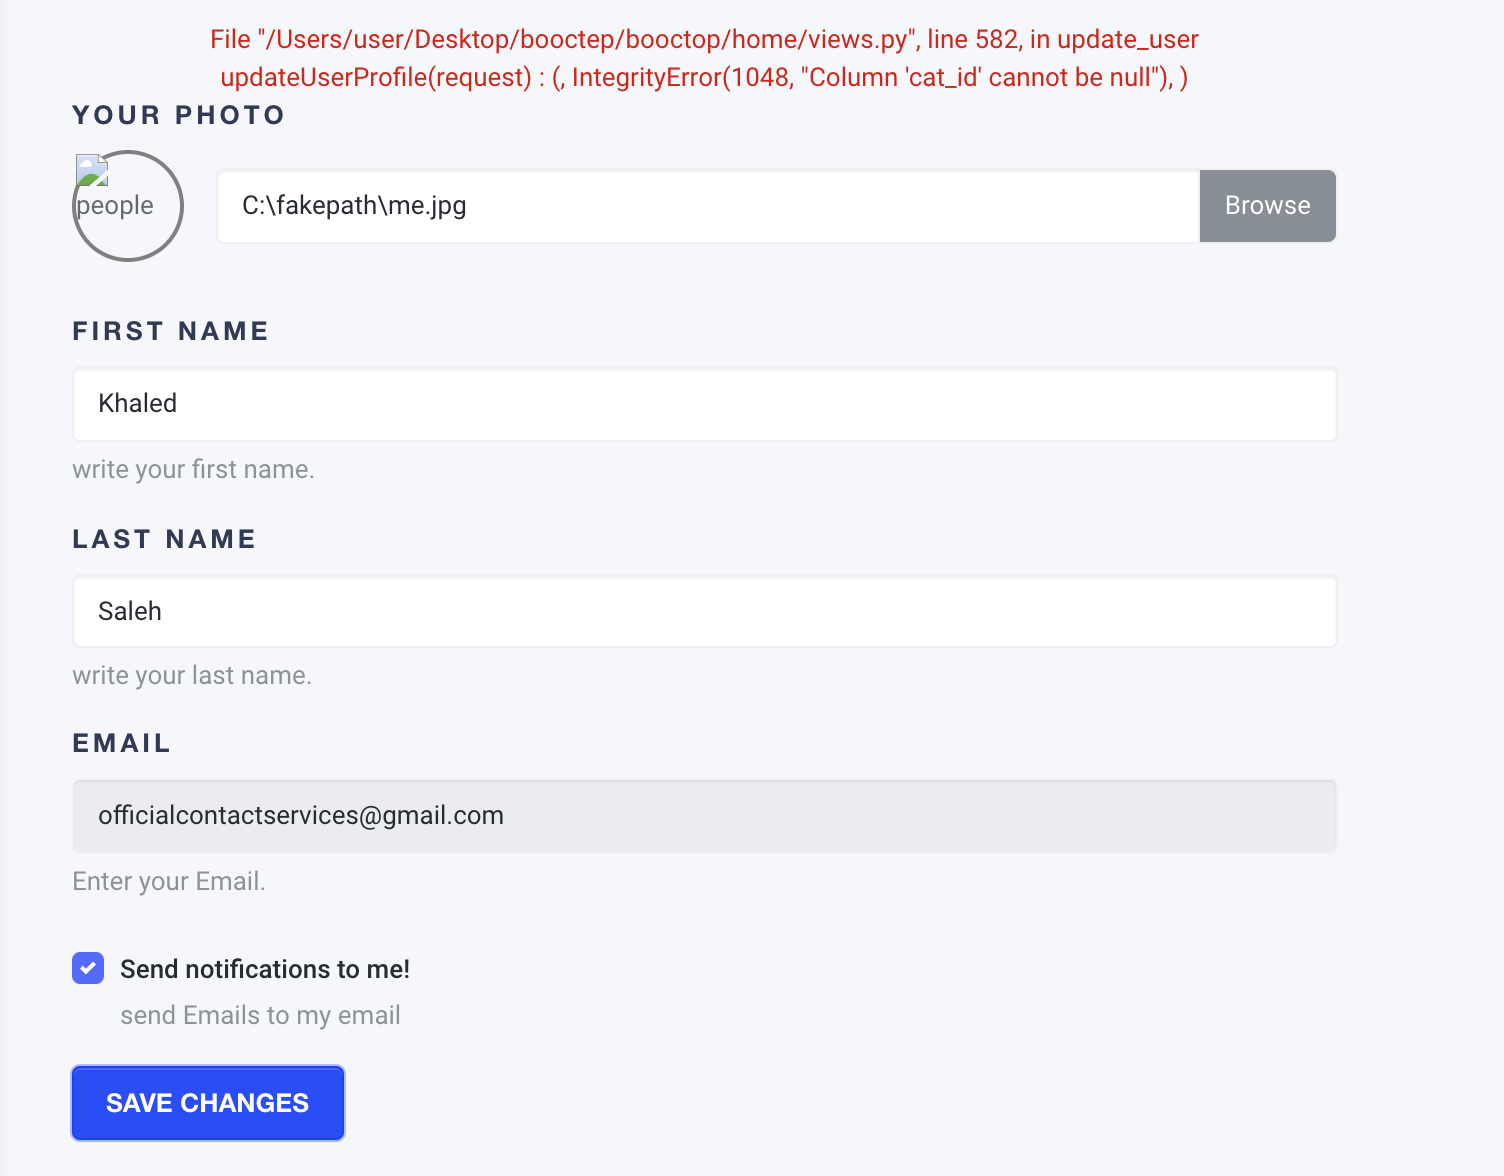 File "/Users/user/Desktop/booctep/booctop/home/views.py", line 582, in update_user
updateUserProfile(request) : (, IntegrityError(1048, "Column 'cat_id' cannot be null"), )
YOUR PHOTO
people
C:\fakepath\me.jpg
Browse
FIRST NAME
Khaled
write your first name.
LAST NAME
Saleh
write your last name.
EMAIL
officialcontactservices@gmail.com
Enter your Email.
Send notifications to me!
send Emails to my email
SAVE CHANGES